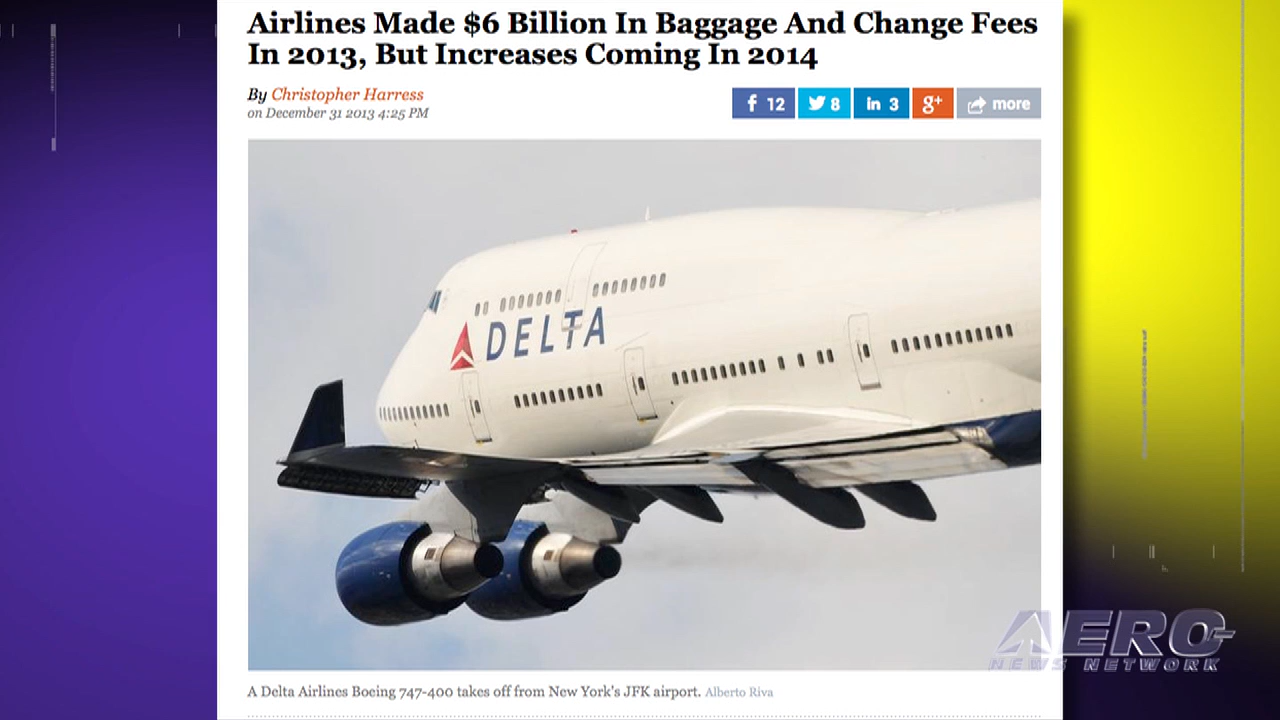 Airlines Made $6 Billion In Baggage And Change Fees
In 2013, But Increases Coming In 2014
By Christopher Harress
on December 31 2013 4:25 PM
f 12
8
in 3
g+
more
DELTA
A Delta Airlines Boeing 747-400 takes off from New York's JFK airport. Alberto Riva
AERO
NEWS NETWORK